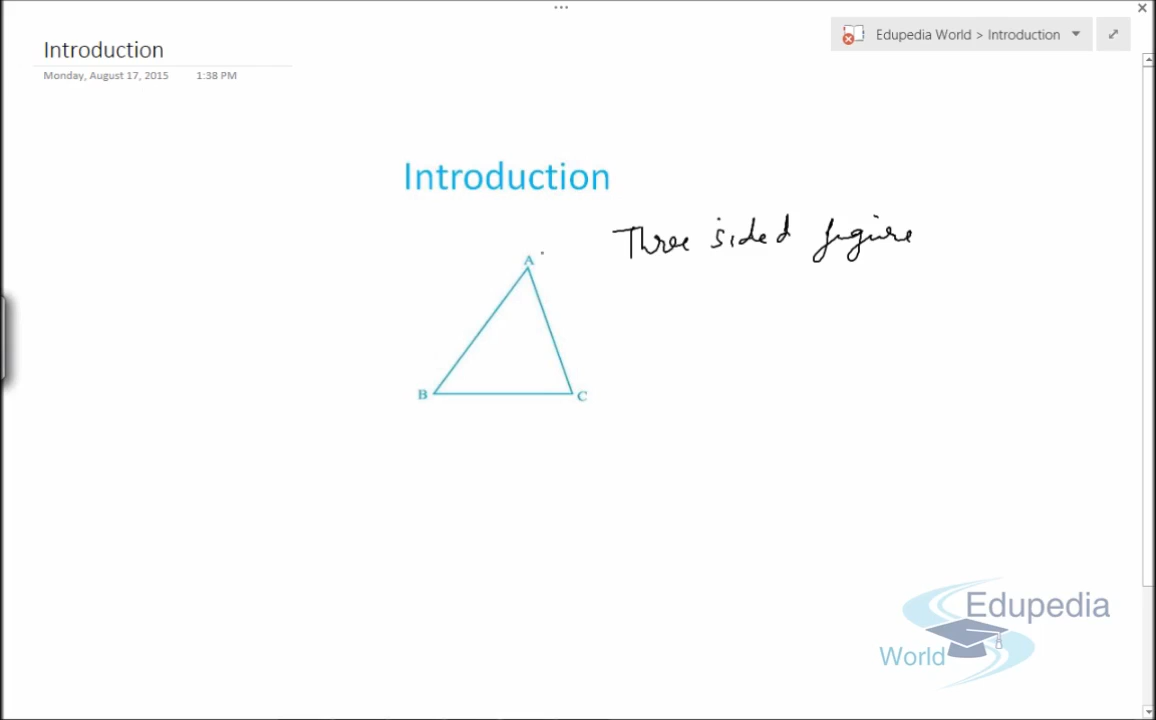 Introduction
Monday, August 17, 2015 1:38 PM
Edupedia World > Introduction
Introduction
Three sided figure
A
B
C
Edupedia
World